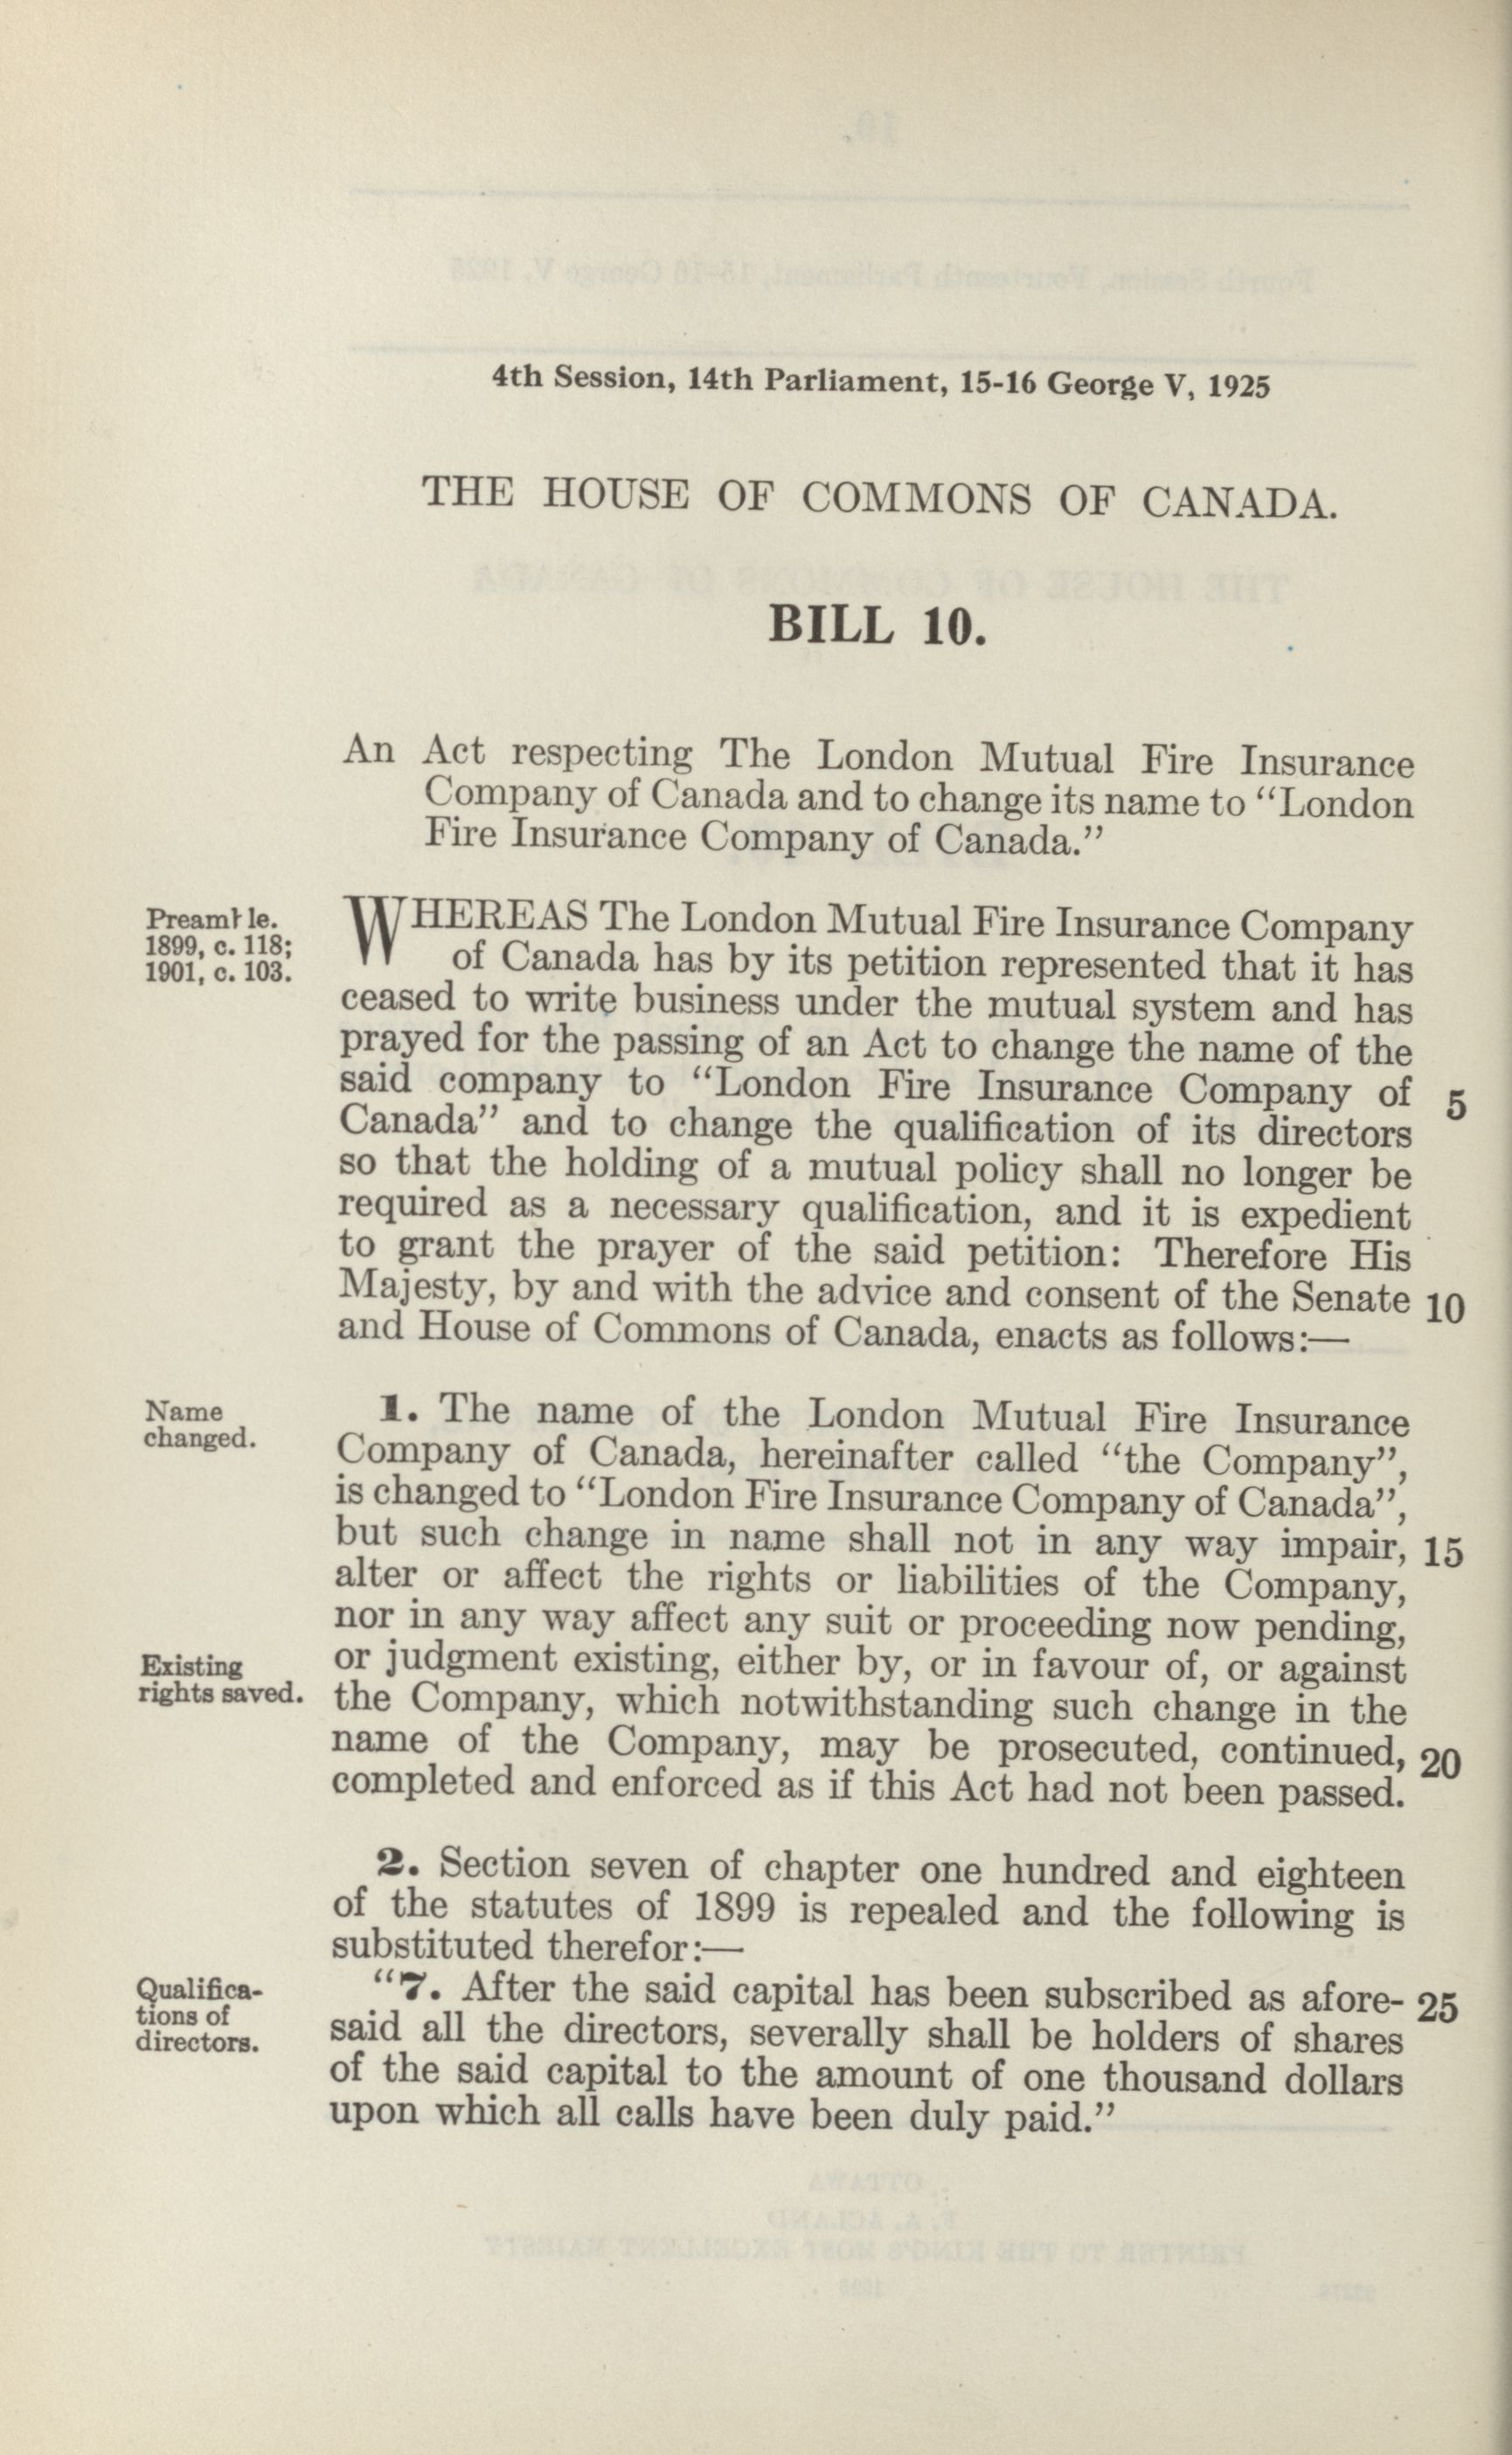 4th Session, 14th Parliament, 15-16 George V, 1925
THE HOUSE OF COMMONS OF CANADA.
BILL 10.
An Act respecting The London Mutual Fire Insurance
Company of Canada and to change its name to “London
Fire Insurance Company of Canada.”
Preamble.
1899, c. 118;
1901, c. 103.
WHEREAS The London Mutual Fire Insurance Company
of Canada has by its petition represented that it has
ceased to write business under the mutual system and has
prayed for the passing of an Act to change the name of the
said company to “London Fire Insurance Company of 5
Canada” and to change the qualification of its directors
so that the holding of a mutual policy shall no longer be
required as a necessary qualification, and it is expedient
to grant the prayer of the said petition: Therefore His
Majesty, by and with the advice and consent of the Senate 10
and House of Commons of Canada, enacts as follows:—
Name
changed.
1. The name of the London Mutual Fire Insurance
Company of Canada, hereinafter called “the Company”,
is changed to “London Fire Insurance Company of Canada”,
but such change in name shall not in any way impair, 15
alter or affect the rights or liabilities of the Company,
nor in any way affect any suit or proceeding now pending,
Existing
rights saved.
or judgment existing, either by, or in favour of, or against
the Company, which notwithstanding such change in the
name of the Company, may be prosecuted, continued, 20
completed and enforced as if this Act had not been passed.
2. Section seven of chapter one hundred and eighteen
of the statutes of 1899 is repealed and the following is
substituted therefor:—
Qualifica-
tions of
directors.
“7. After the said capital has been subscribed as afore- 25
said all the directors, severally shall be holders of shares
of the said capital to the amount of one thousand dollars
upon which all calls have been duly paid.”